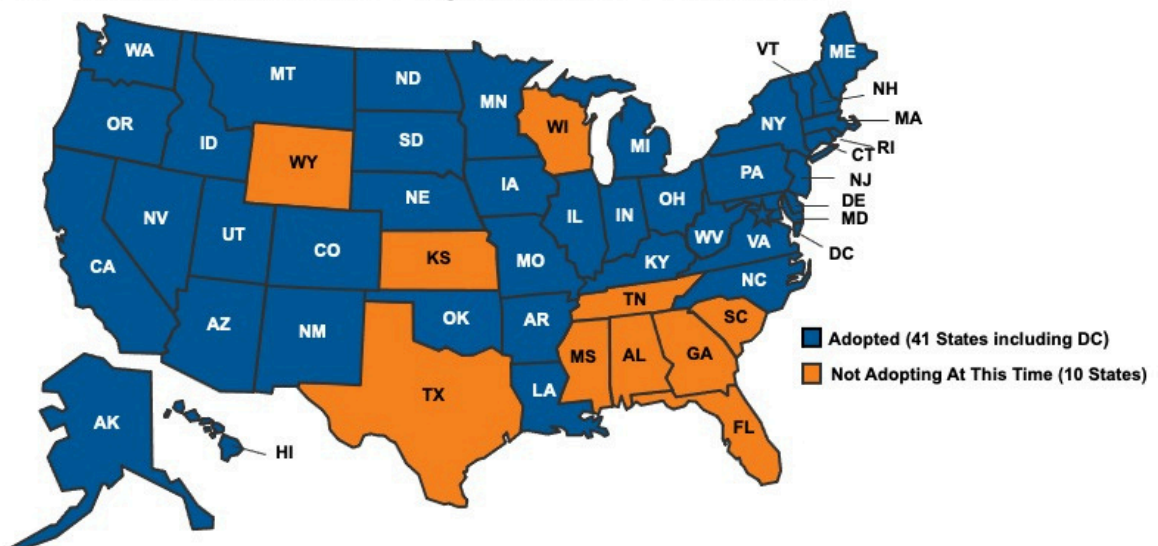 WA
MT
ND
MN
VT
ME
NH
MA
OR
ID
WY
SD
WI
MI
NY
RI
CT
NV
UT
CO
NE
IA
IL
IN
OH
PA
NJ
DE
MD
DC
CA
KS
MO
KY
WV
VA
NC
AZ
NM
OK
AR
TN
SC
TX
LA
MS
AL
GA
FL
AK
HI
Adopted (41 States including DC)
Not Adopting At This Time (10 States)